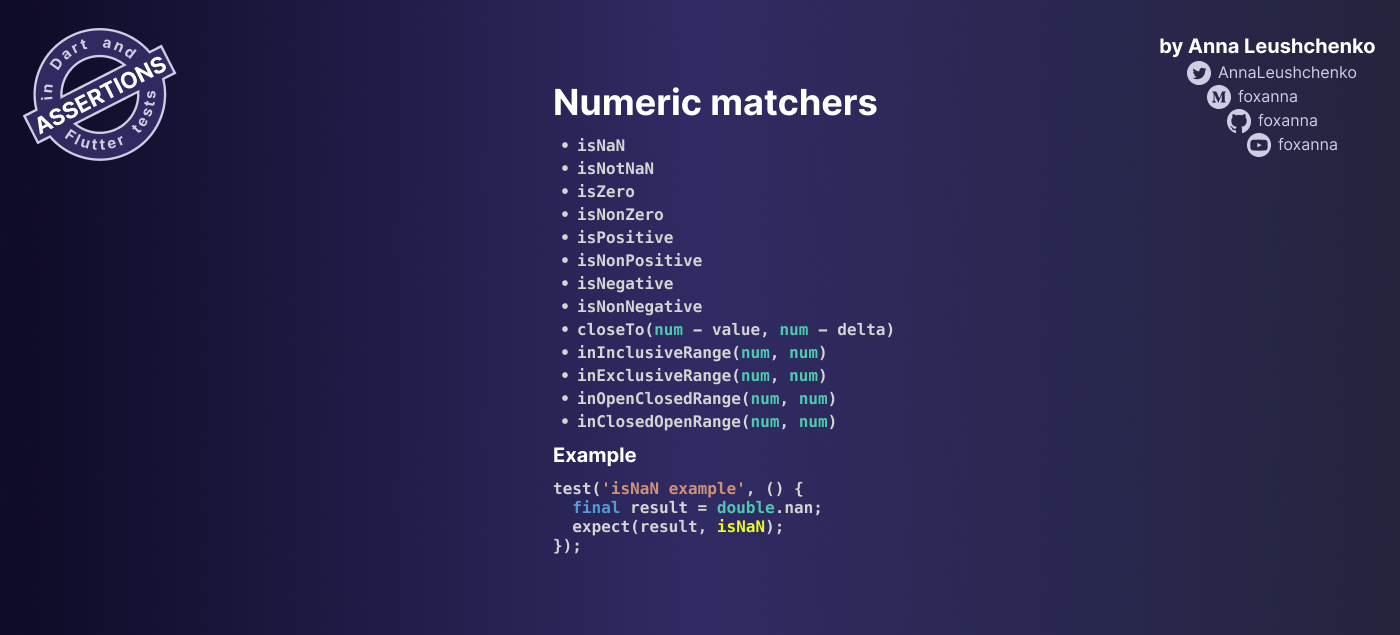 in Dart and
ASSERTIONS
Flutter tests
by Anna Leushchenko
AnnaLeushchenko
M foxanna
foxanna
foxanna
Numeric matchers
• isNaN
• isNotNaN
• isZero
• isNonZero
• isPositive
• isNonPositive
• isNegative
• isNonNegative
• closeTo(num – value, num – delta)
• inInclusiveRange(num, num)
• inExclusiveRange(num, num)
• inOpenClosedRange(num, num)
• inClosedOpenRange(num, num)
Example
test('isNaN example', () {
  final result = double.nan;
  expect(result, isNaN);
});